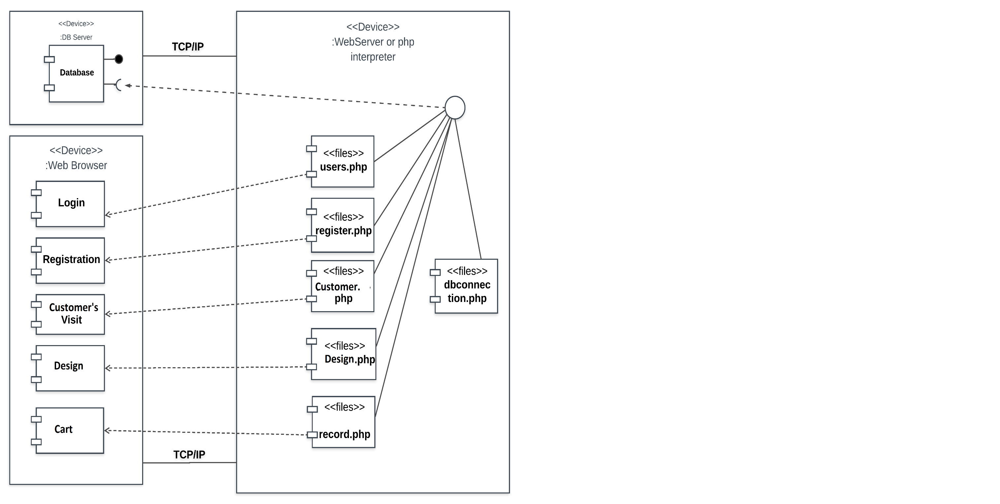 <<Device>>
:DB Server
Database
TCP/IP
<<Device>>
:WebServer or php
interpreter
<<Device>>
:Web Browser
Login
Registration
Customer's
Visit
Design
Cart
<<files>>
users.php
<<files>>
register.php
<<files>>
Customer.
php
<<files>>
Design.php
<<files>>
record.php
<<files>>
dbconnec
tion.php
TCP/IP